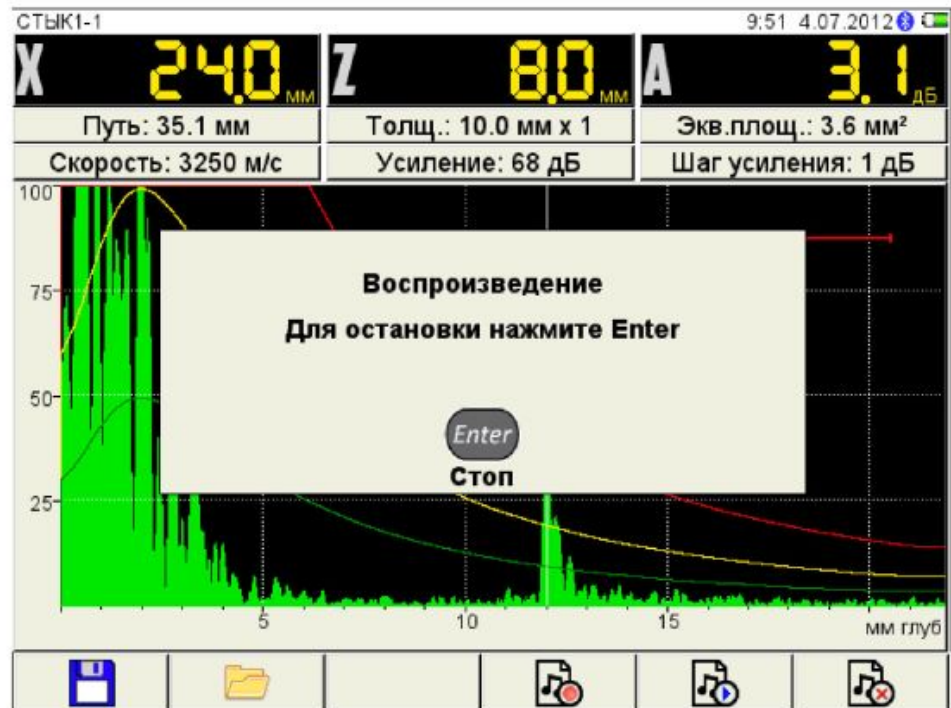 СТЫК1-1 9:51 4.07.2012
X 24.0 мм Z 8.0 мм A 3.1 дБ
Путь: 35.1 мм Толщ.: 10.0 мм x 1 Экв.площ.: 3.6 мм²
Скорость: 3250 м/с Усиление: 68 дБ Шаг усиления: 1 дБ
100
75
Воспроизведение
Для остановки нажмите Enter
50
Enter
Стоп
25
5 10 15 мм глуб